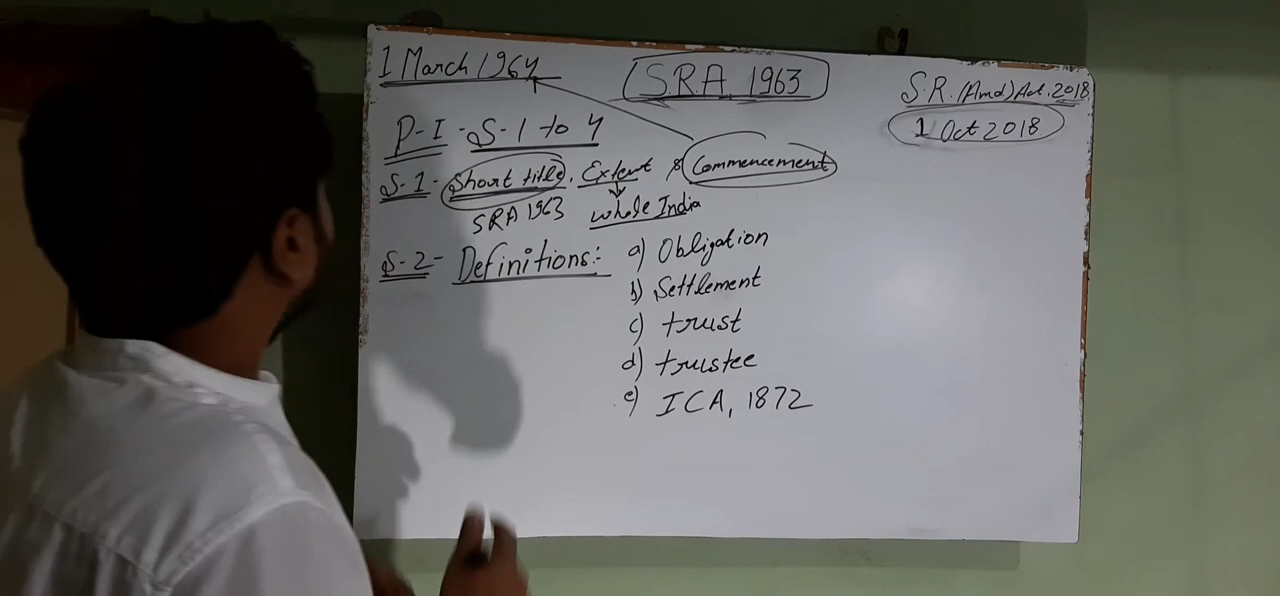 1 March 1964
S.R.A. 1963
S.R. (Amd) Act. 2018
1 Oct 2018
P-I - S-1 to 4
S-1- Short title, Extent & Commencement
SRA 1963 whole India
S-2- Definitions:- a) Obligation
b) Settlement
c) trust
d) trustee
e) ICA, 1872